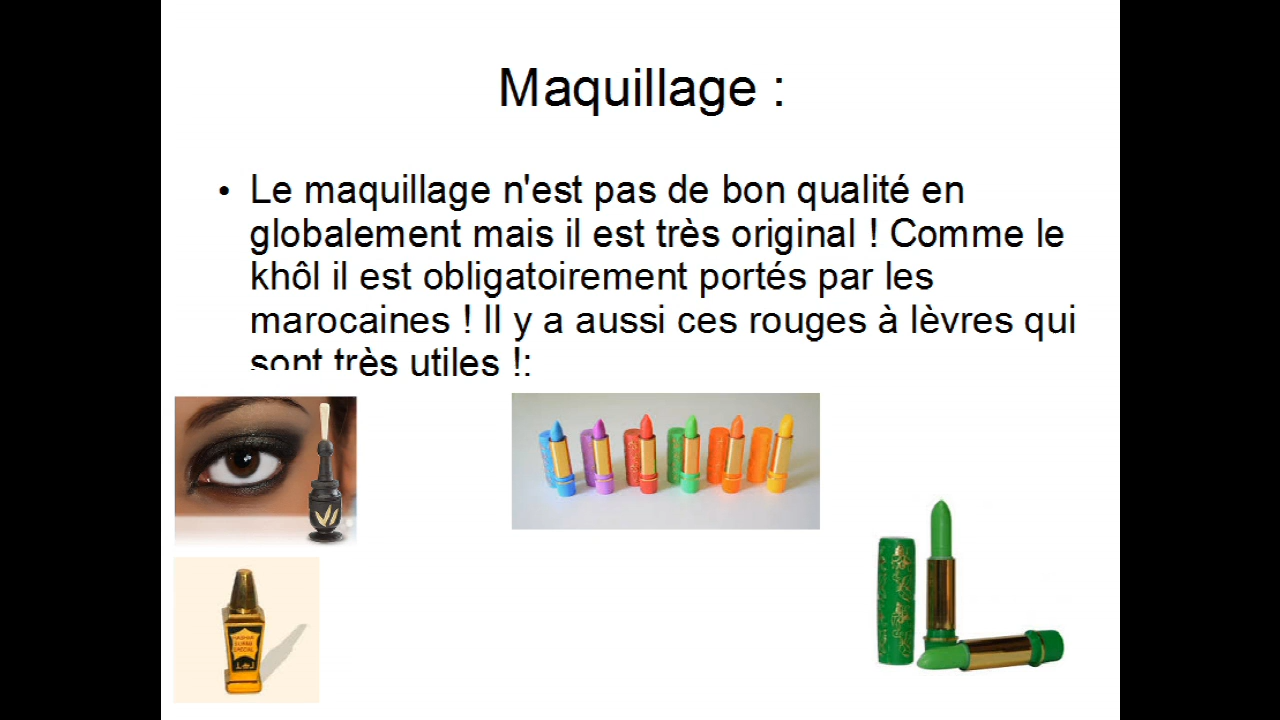 Maquillage :
• Le maquillage n'est pas de bon qualité en
globalement mais il est très original ! Comme le
khôl il est obligatoirement portés par les
marocaines ! Il y a aussi ces rouges à lèvres qui
sont très utiles !: